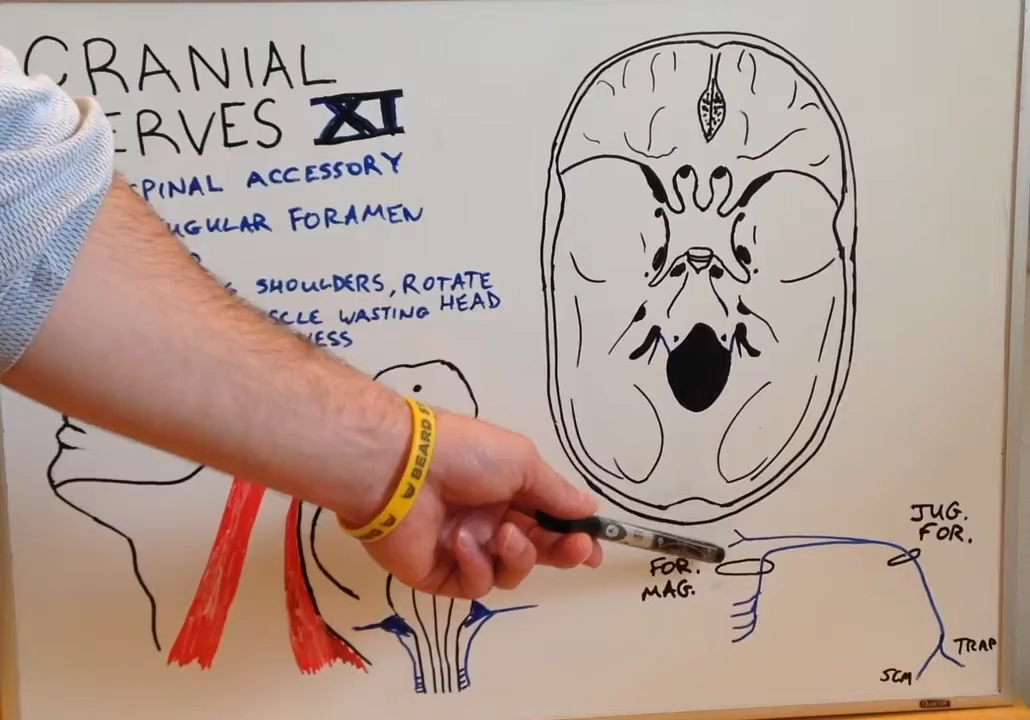 CRANIAL
ERVES XI
SPINAL ACCESSORY
UGULAR FORAMEN
SHOULDERS, ROTATE
HEAD
SCLE WASTING
NESS
BEARD
JUG.
FOR.
FOR.
MAG.
TRAP
SCM